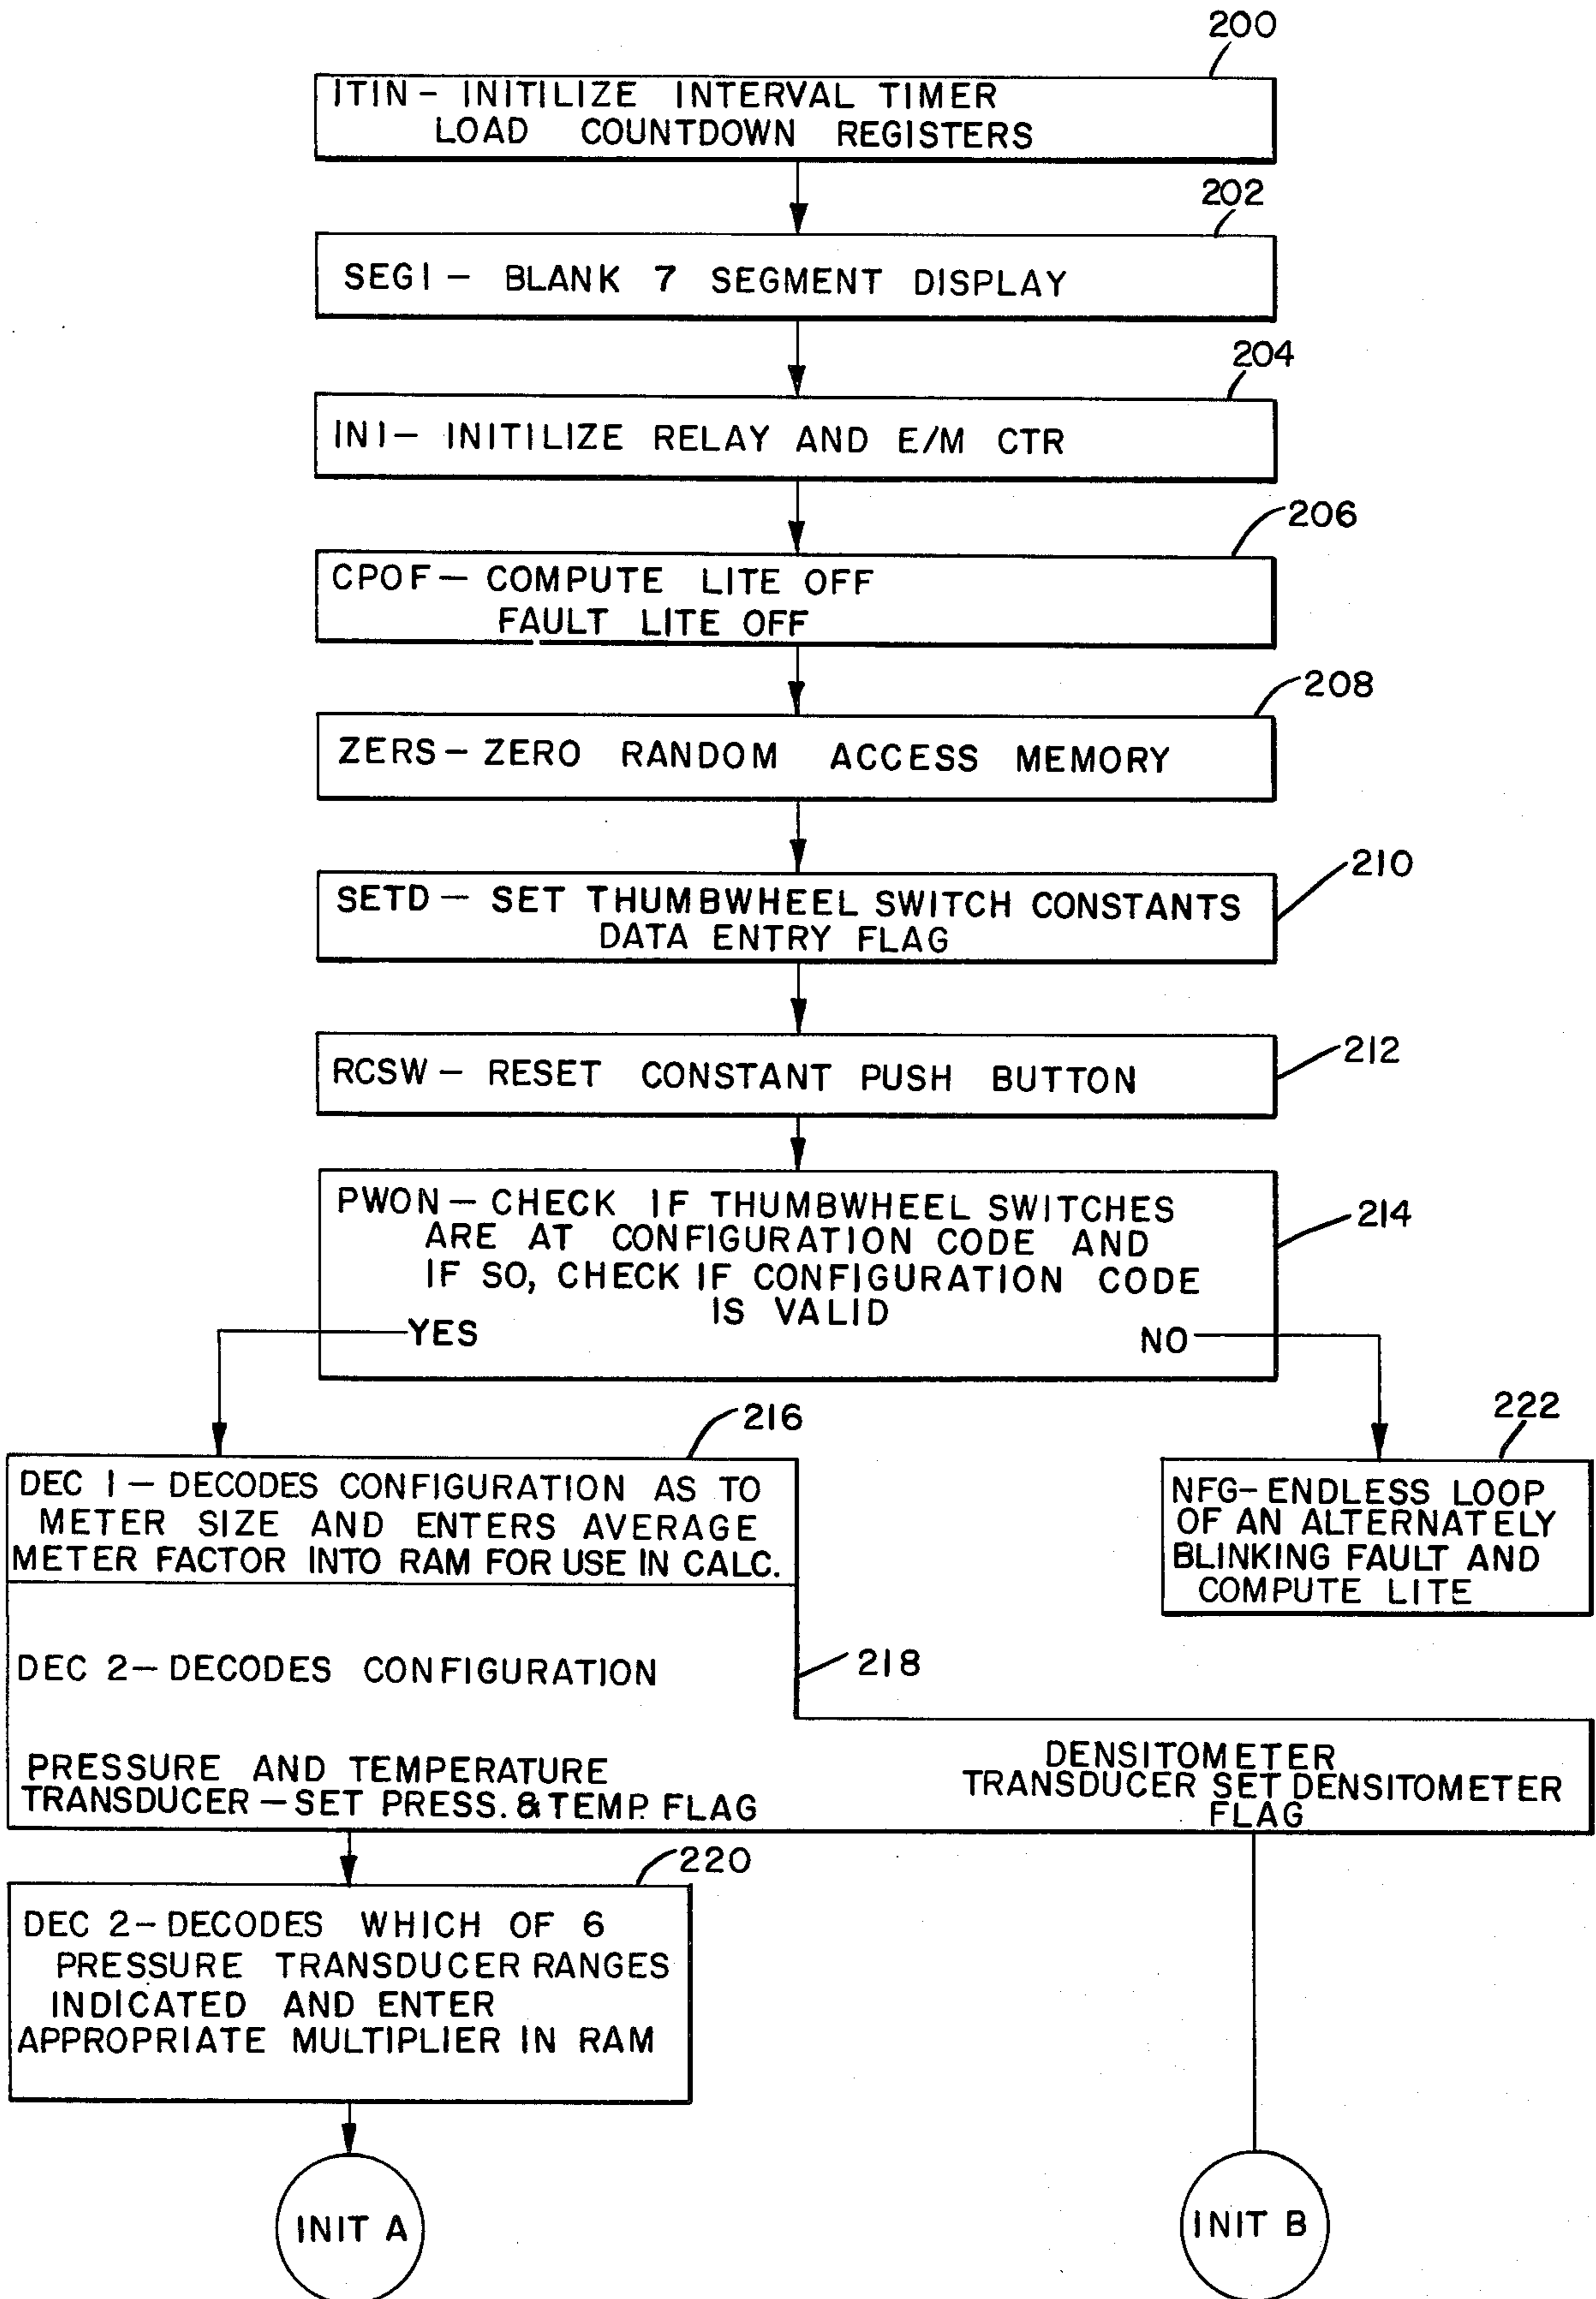 200
ITIN - INITILIZE INTERVAL TIMER
LOAD COUNTDOWN REGISTERS
202
SEGI - BLANK 7 SEGMENT DISPLAY
204
INI - INITILIZE RELAY AND E/M CTR
206
CPOF - COMPUTE LITE OFF
FAULT LITE OFF
208
ZERS - ZERO RANDOM ACCESS MEMORY
210
SETD - SET THUMBWHEEL SWITCH CONSTANTS
DATA ENTRY FLAG
212
RCSW - RESET CONSTANT PUSH BUTTON
214
PWON - CHECK IF THUMBWHEEL SWITCHES
ARE AT CONFIGURATION CODE AND
IF SO, CHECK IF CONFIGURATION CODE
IS VALID
YES
NO
216
DEC 1 - DECODES CONFIGURATION AS TO
METER SIZE AND ENTERS AVERAGE
METER FACTOR INTO RAM FOR USE IN CALC.
222
NFG - ENDLESS LOOP
OF AN ALTERNATELY
BLINKING FAULT AND
COMPUTE LITE
218
DEC 2 - DECODES CONFIGURATION
PRESSURE AND TEMPERATURE
TRANSDUCER - SET PRESS. & TEMP. FLAG
DENSITOMETER
TRANSDUCER SET DENSITOMETER
FLAG
220
DEC 2 - DECODES WHICH OF 6
PRESSURE TRANSDUCER RANGES
INDICATED AND ENTER
APPROPRIATE MULTIPLIER IN RAM
INIT A
INIT B